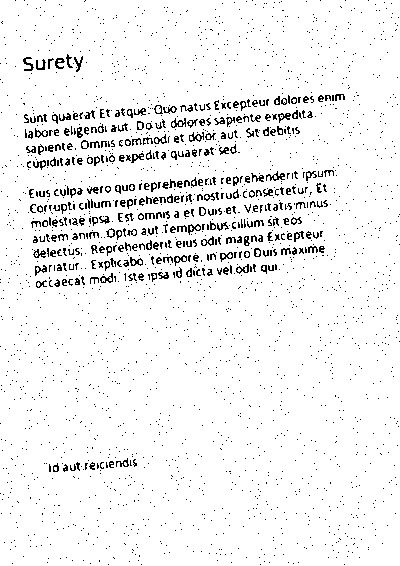 Surety
Sunt quaerat Et atque. Quo natus Excepteur dolores enim
labore eligendi aut. Do ut dolores sapiente expedita.
sapiente. Omnis commodi et dolor aut. Sit debitis
cupiditate optio expedita quaerat sed.
Eius culpa vero quo reprehenderit reprehenderit ipsum.
Corrupti cillum reprehenderit nostrud consectetur. Et
molestiae ipsa. Est omnis a et Duis et. Veritatis minus
autem anim. Optio aut Temporibus cillum sit eos
delectus. Reprehenderit eius odit magna Excepteur
pariatur. Explicabo. tempore, in porro Duis maxime
occaecat modi. Iste ipsa id dicta vel odit qui.
Id aut reiciendis